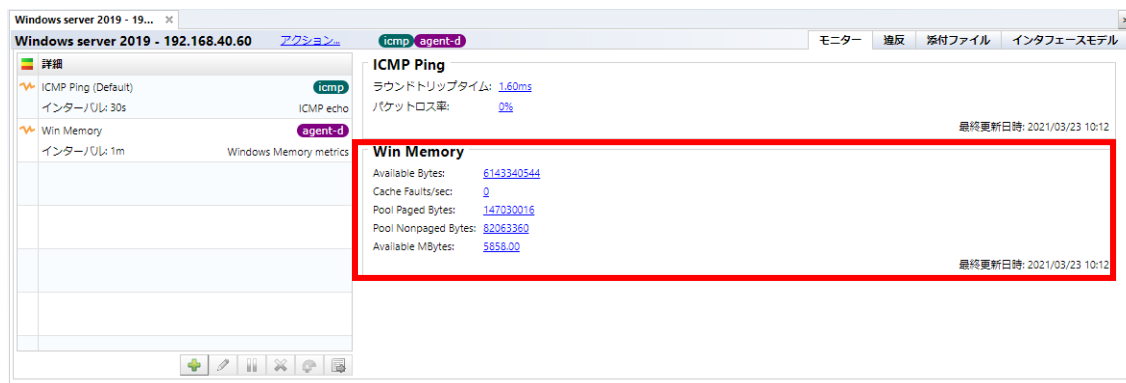 Windows server 2019 - 19...
Windows server 2019 - 192.168.40.60 アクション... icmp agent-d モニター 違反 添付ファイル インタフェースモデル
詳細
ICMP Ping (Default) icmp
インターバル: 30s ICMP echo
Win Memory agent-d
インターバル: 1m Windows Memory metrics
ICMP Ping
ラウンドトリップタイム: 1.60ms
パケットロス率: 0%
最終更新日時: 2021/03/23 10:12
Win Memory
Available Bytes: 6143340544
Cache Faults/sec: 0
Pool Paged Bytes: 147030016
Pool Nonpaged Bytes: 82063360
Available MBytes: 5858.00
最終更新日時: 2021/03/23 10:12